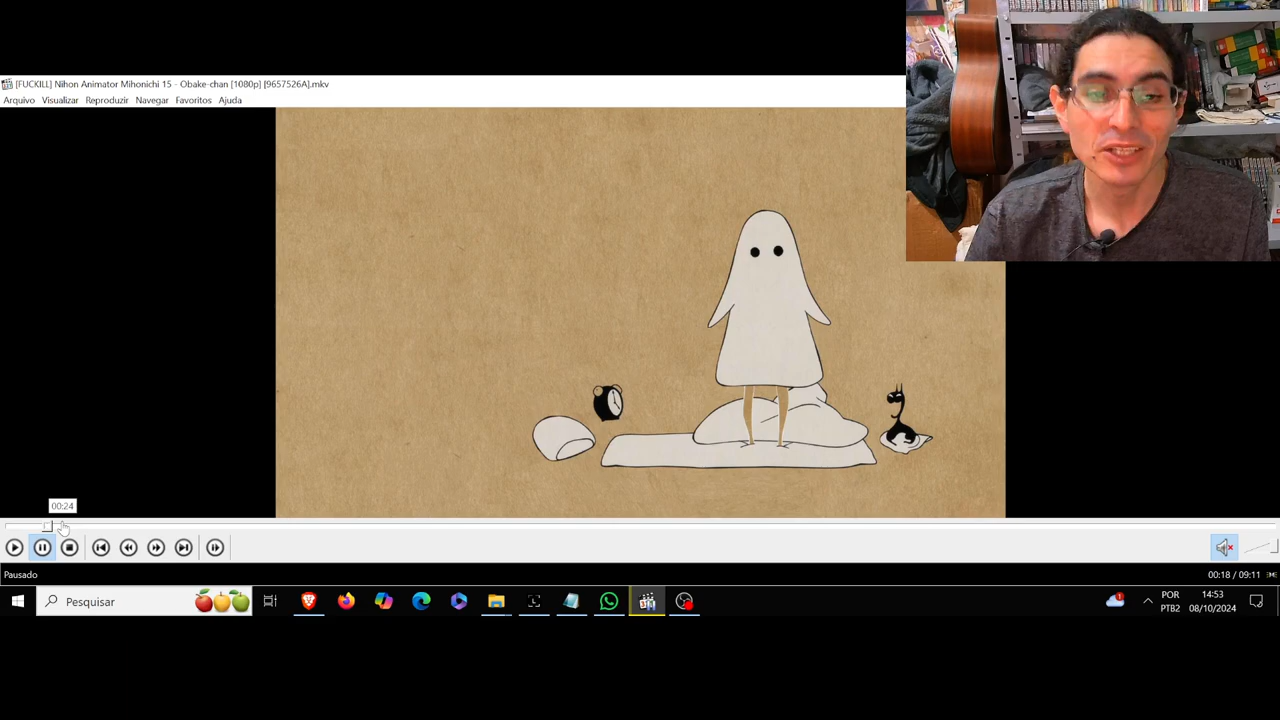 [FUCKILL] Nihon Animator Mihonichi 15 - Obake-chan [1080p] [9657526A].mkv
Arquivo Visualizar Reproduzir Navegar Favoritos Ajuda
00:24
Pausado
00:18 / 09:11
Pesquisar
1
POR
PTB2
14:53
08/10/2024